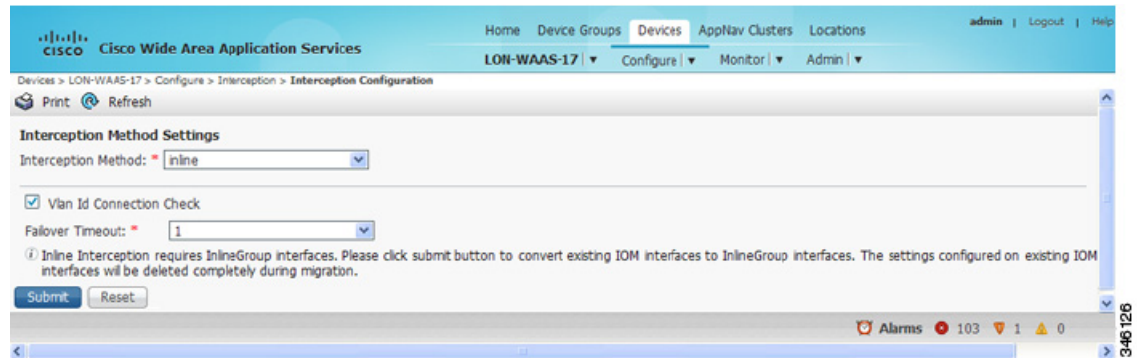 Home Device Groups Devices AppNav Clusters Locations
admin | Logout | Help
CISCO Cisco Wide Area Application Services
LON-WAAS-17 | Configure | Monitor | Admin |
Devices > LON-WAAS-17 > Configure > Interception > Interception Configuration
Print Refresh
Interception Method Settings
Interception Method: * inline
Vlan Id Connection Check
Failover Timeout: * 1
Inline Interception requires InlineGroup interfaces. Please click submit button to convert existing IOM interfaces to InlineGroup interfaces. The settings configured on existing IOM
interfaces will be deleted completely during migration.
Submit Reset
Alarms 103 1 0
346126